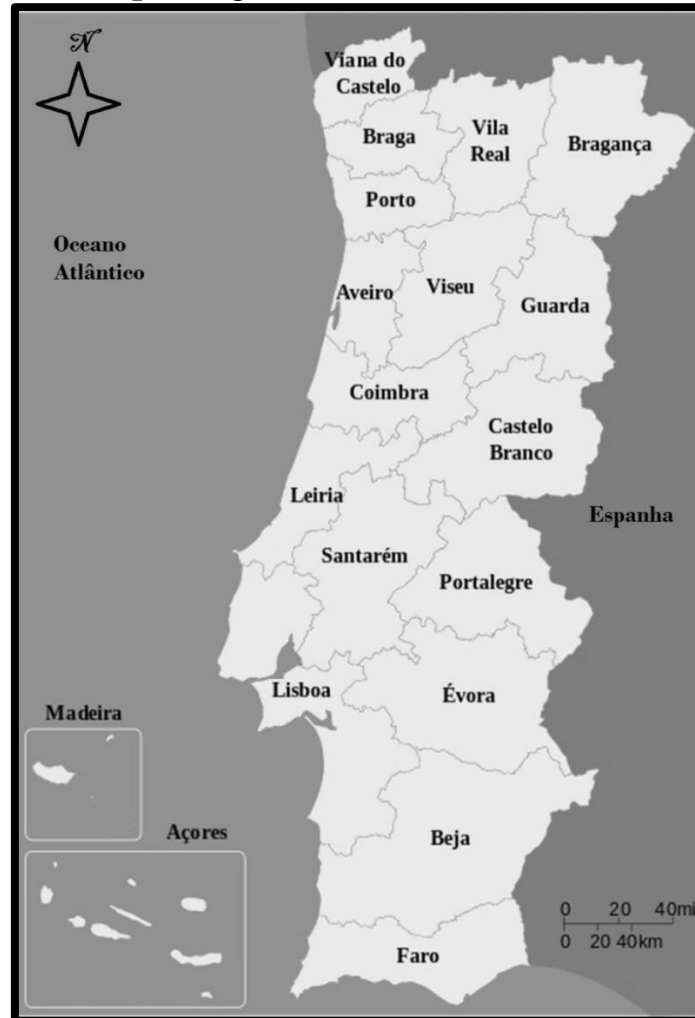 N
Viana do
Castelo
Braga
Vila
Real
Bragança
Porto
Oceano
Atlântico
Aveiro
Viseu
Guarda
Coimbra
Castelo
Branco
Leiria
Espanha
Santarém
Portalegre
Lisboa
Évora
Madeira
Açores
Beja
0 20 40mi
0 20 40km
Faro